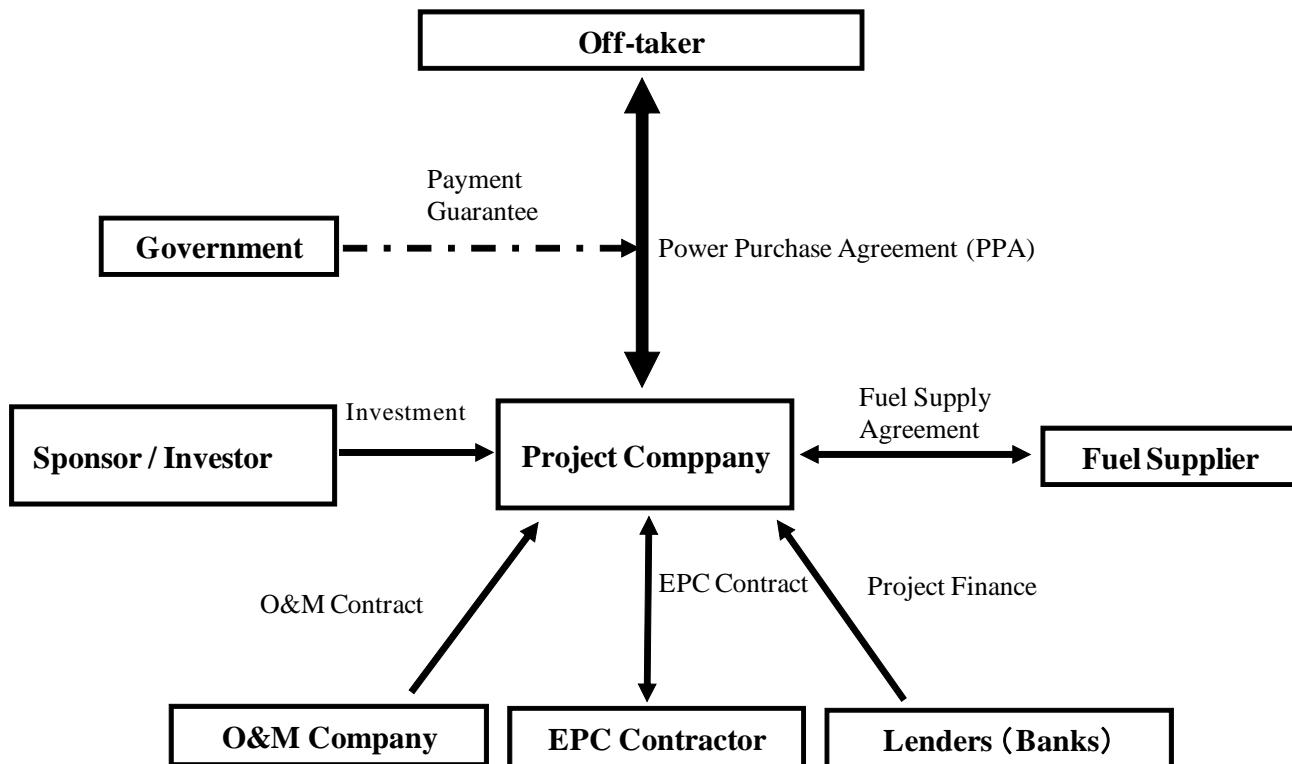 Off-taker
Payment
Guarantee
Government
Power Purchase Agreement (PPA)
Investment
Fuel Supply
Agreement
Sponsor / Investor
Project Comppany
Fuel Supplier
O&M Contract
EPC Contract
Project Finance
O&M Company
EPC Contractor
Lenders（Banks）